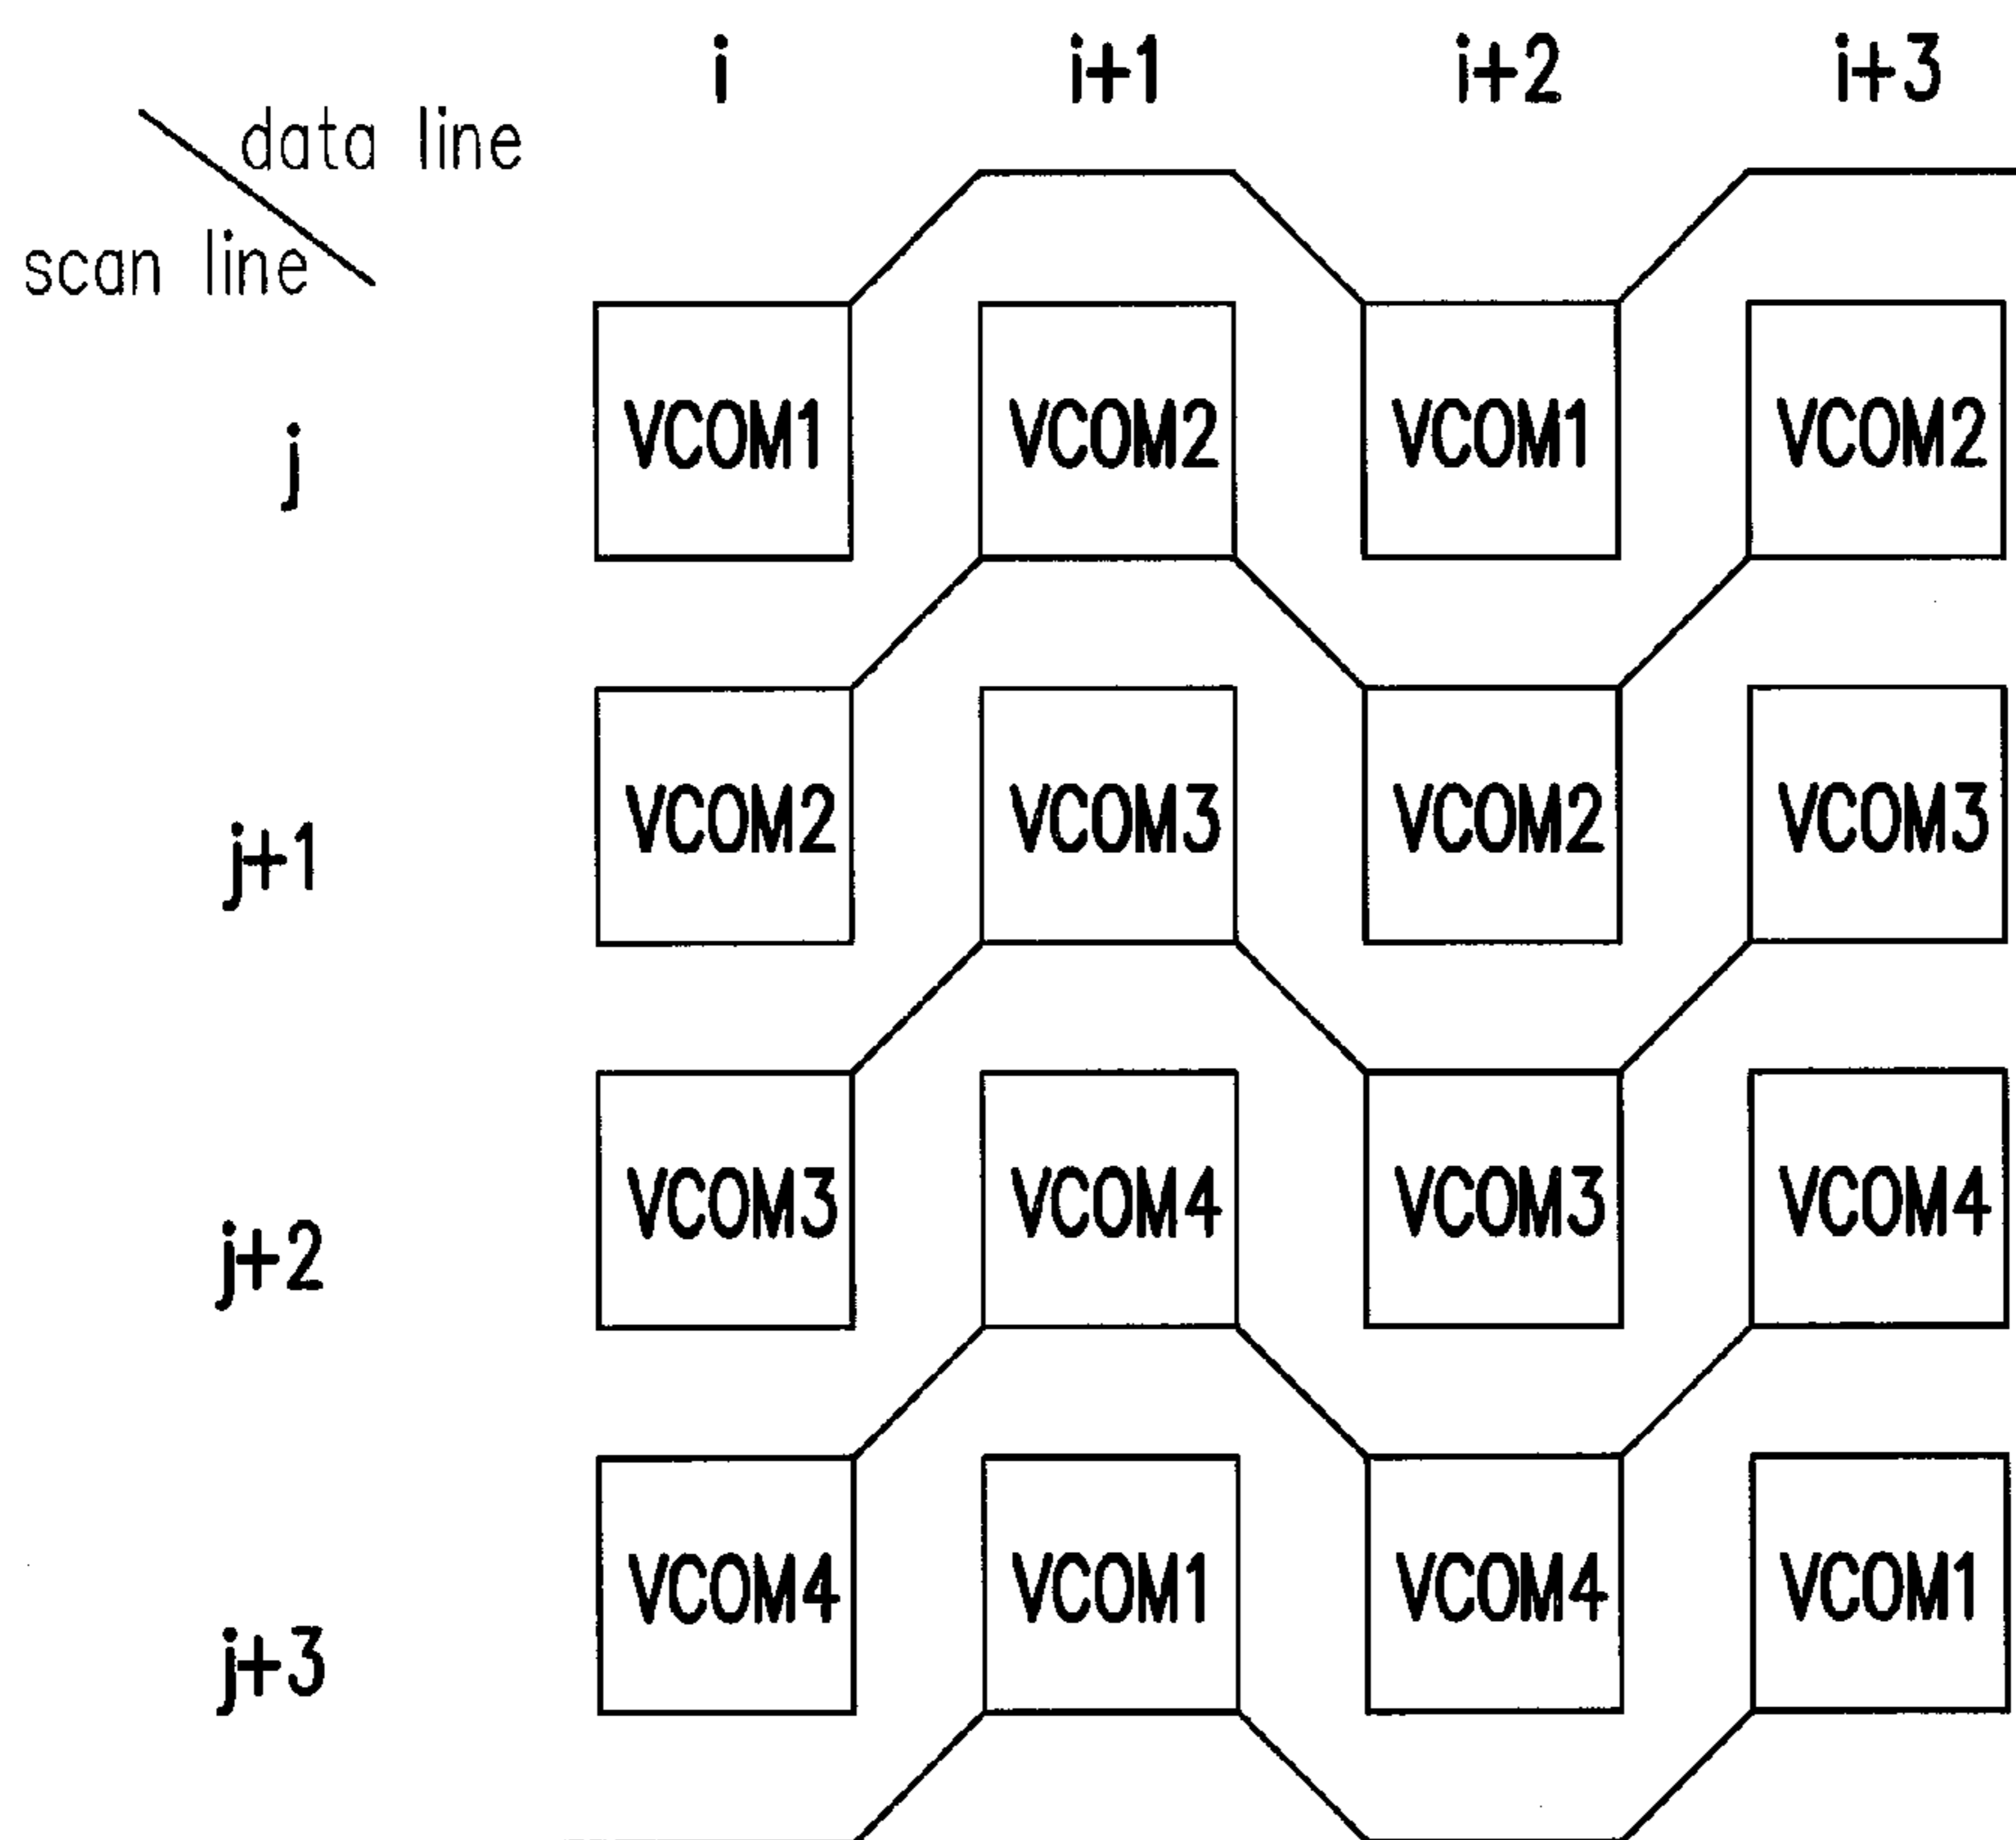 i i+1 i+2 i+3
data line
scan line
j VCOM1 VCOM2 VCOM1 VCOM2
j+1 VCOM2 VCOM3 VCOM2 VCOM3
j+2 VCOM3 VCOM4 VCOM3 VCOM4
j+3 VCOM4 VCOM1 VCOM4 VCOM1